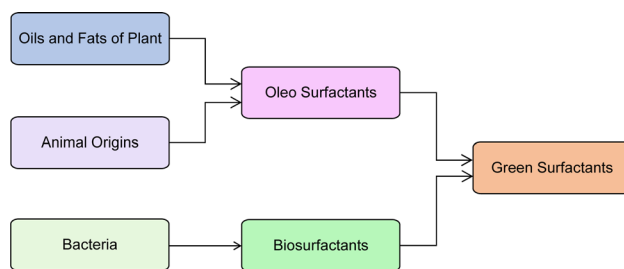 Oils and Fats of Plant
Oleo Surfactants
Animal Origins
Green Surfactants
Bacteria
Biosurfactants